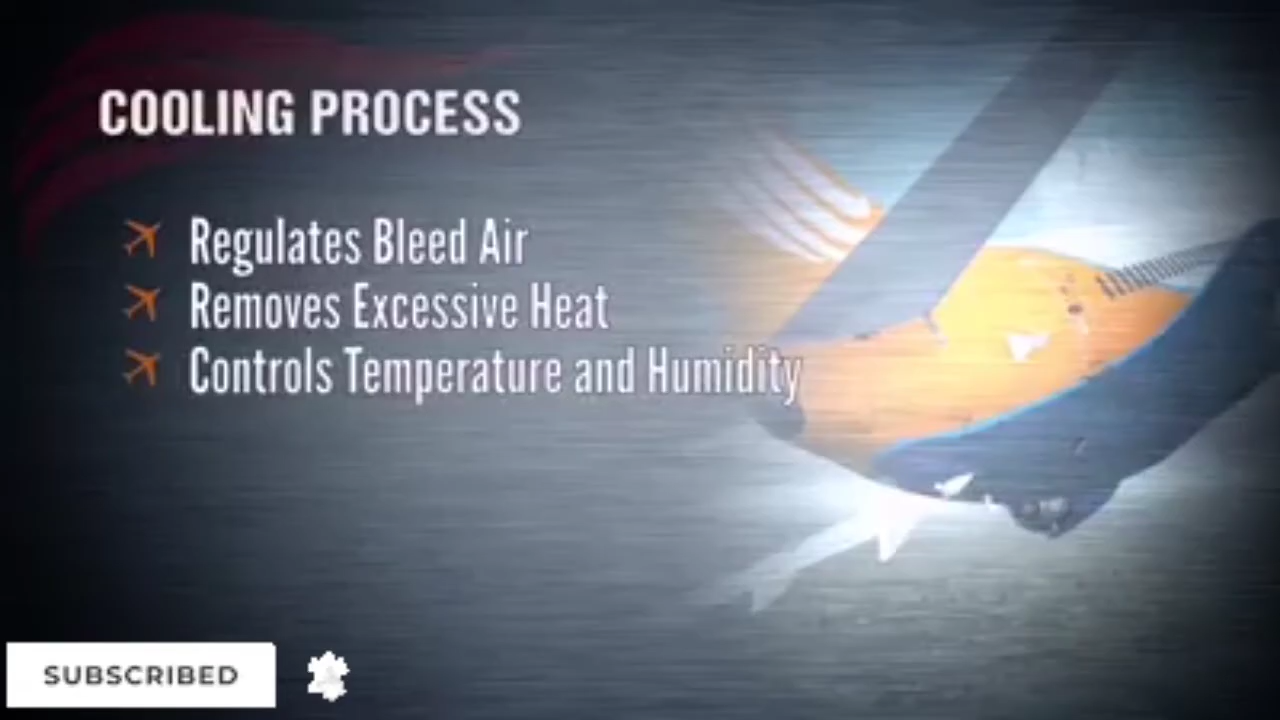 COOLING PROCESS
Regulates Bleed Air
Removes Excessive Heat
Controls Temperature and Humidity
SUBSCRIBED